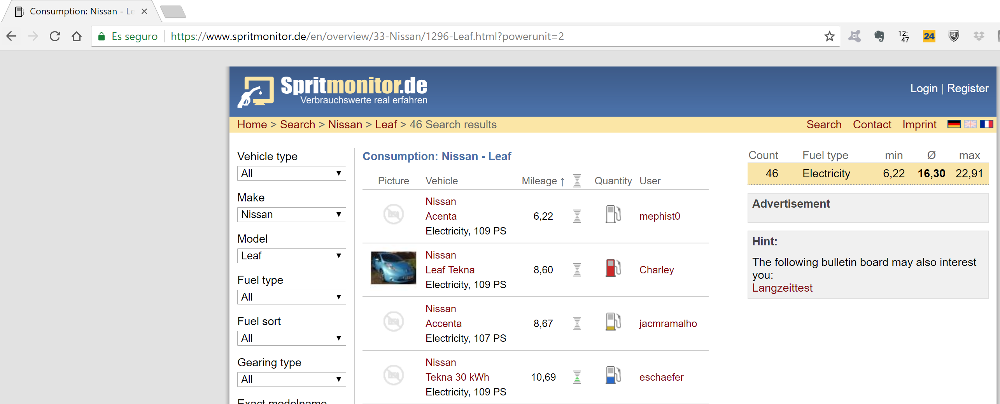 Consumption: Nissan - Le
Es seguro
https://www.spritmonitor.de/en/overview/33-Nissan/1296-Leaf.html?powerunit=2
12:
47
24
Spritmonitor.de
Verbrauchswerte real erfahren
Login | Register
Home > Search > Nissan > Leaf > 46 Search results
Search Contact Imprint
Vehicle type
All
Make
Nissan
Model
Leaf
Fuel type
All
Fuel sort
All
Gearing type
All
Exact modelname
Consumption: Nissan - Leaf
Picture Vehicle Mileage ↑ Quantity User
Nissan
Acenta 6,22 mephist0
Electricity, 109 PS
Nissan
Leaf Tekna 8,60 Charley
Electricity, 109 PS
Nissan
Accenta 8,67 jacmramalho
Electricity, 107 PS
Nissan
Tekna 30 kWh 10,69 eschaefer
Electricity, 109 PS
Count Fuel type min Ø max
46 Electricity 6,22 16,30 22,91
Advertisement
Hint:
The following bulletin board may also interest
you:
Langzeittest